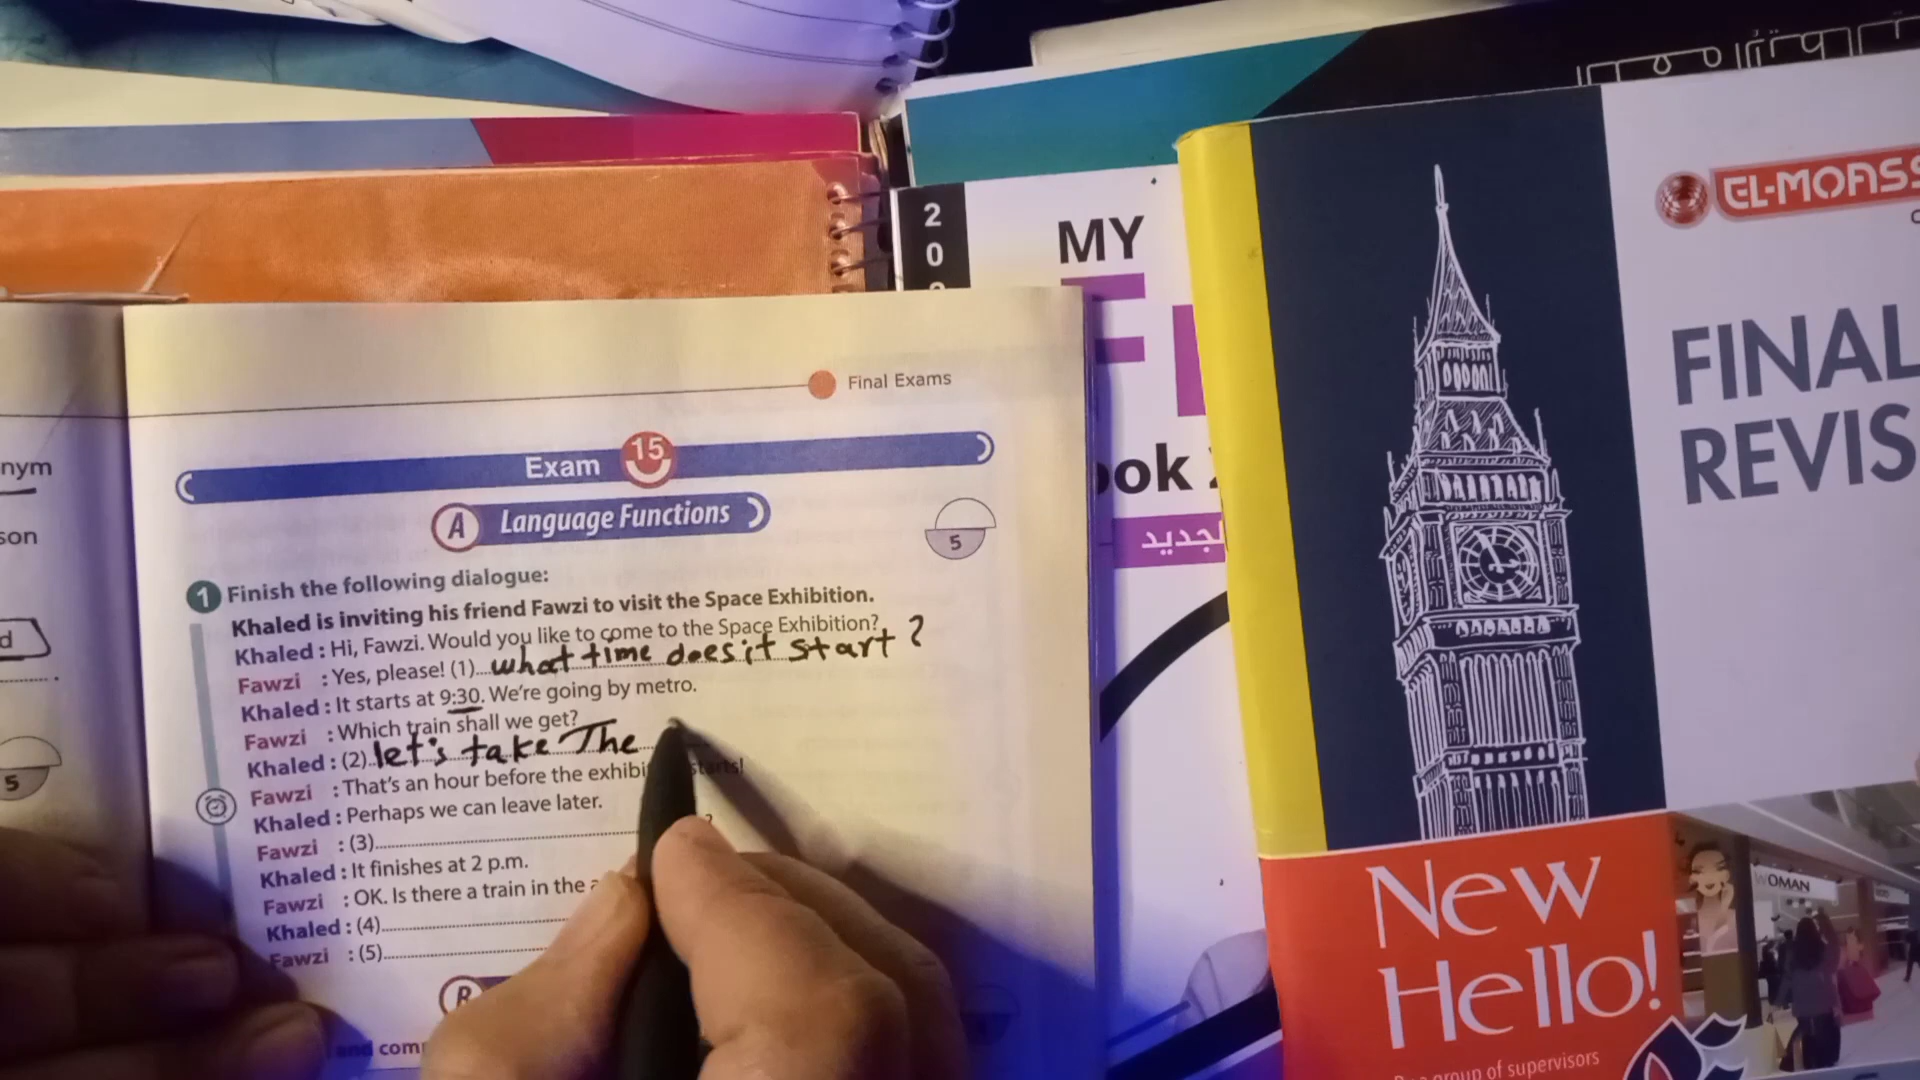 2
0
MY
ook
الجديد
EL-MOASS
FINAL
REVIS
New
Hello!
group of supervisors
WOMAN
nym
son
d
5
Final Exams
Exam 15
A Language Functions
5
1 Finish the following dialogue:
Khaled is inviting his friend Fawzi to visit the Space Exhibition.
Khaled : Hi, Fawzi. Would you like to come to the Space Exhibition?
Fawzi : Yes, please! (1) what time does it start ?
Khaled : It starts at 9:30. We're going by metro.
Fawzi : Which train shall we get?
Khaled : (2) let's take The
Fawzi : That's an hour before the exhibi starts!
Khaled : Perhaps we can leave later.
Fawzi : (3) ?
Khaled : It finishes at 2 p.m.
Fawzi : OK. Is there a train in the
Khaled : (4)
Fawzi : (5)
B
and com